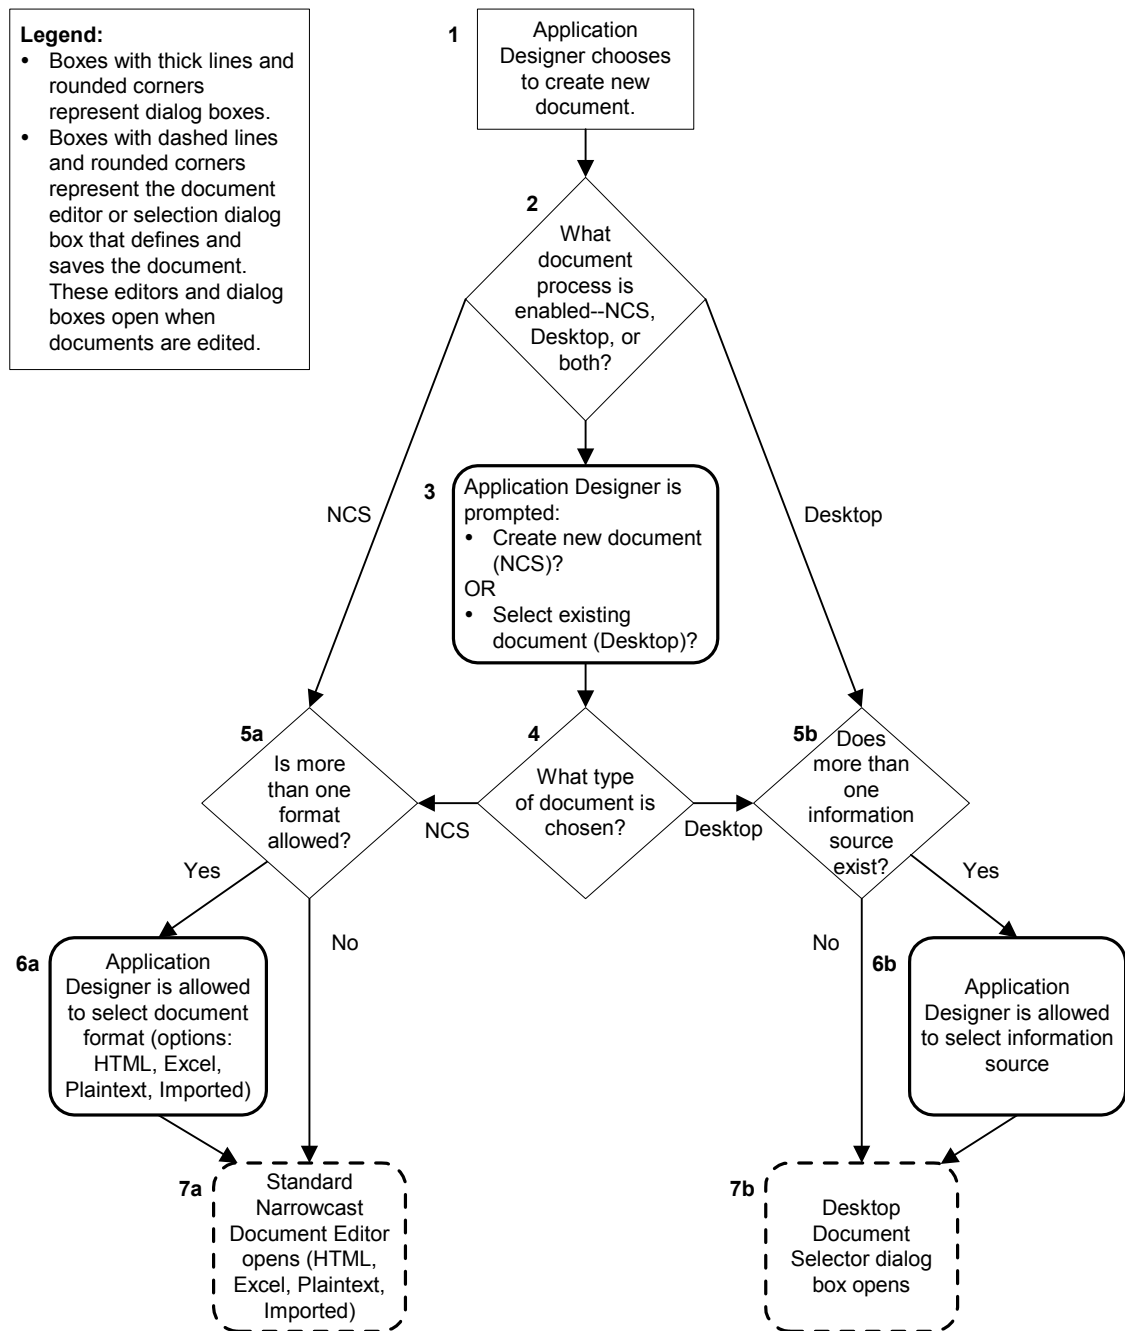 Legend:
• Boxes with thick lines and
rounded corners
represent dialog boxes.
• Boxes with dashed lines
and rounded corners
represent the document
editor or selection dialog
box that defines and
saves the document.
These editors and dialog
boxes open when
documents are edited.
1
Application
Designer chooses
to create new
document.
2
What
document
process is
enabled--NCS,
Desktop, or
both?
NCS
Desktop
3
Application Designer is
prompted:
• Create new document
(NCS)?
OR
• Select existing
document (Desktop)?
5a
Is more
than one
format
allowed?
4
What type
of document is
chosen?
NCS
Desktop
5b
Does
more than
one
information
source
exist?
Yes
No
No
Yes
6a
Application
Designer is allowed
to select document
format (options:
HTML, Excel,
Plaintext, Imported)
6b
Application
Designer is allowed
to select information
source
7a
Standard
Narrowcast
Document Editor
opens (HTML,
Excel, Plaintext,
Imported)
7b
Desktop
Document
Selector dialog
box opens